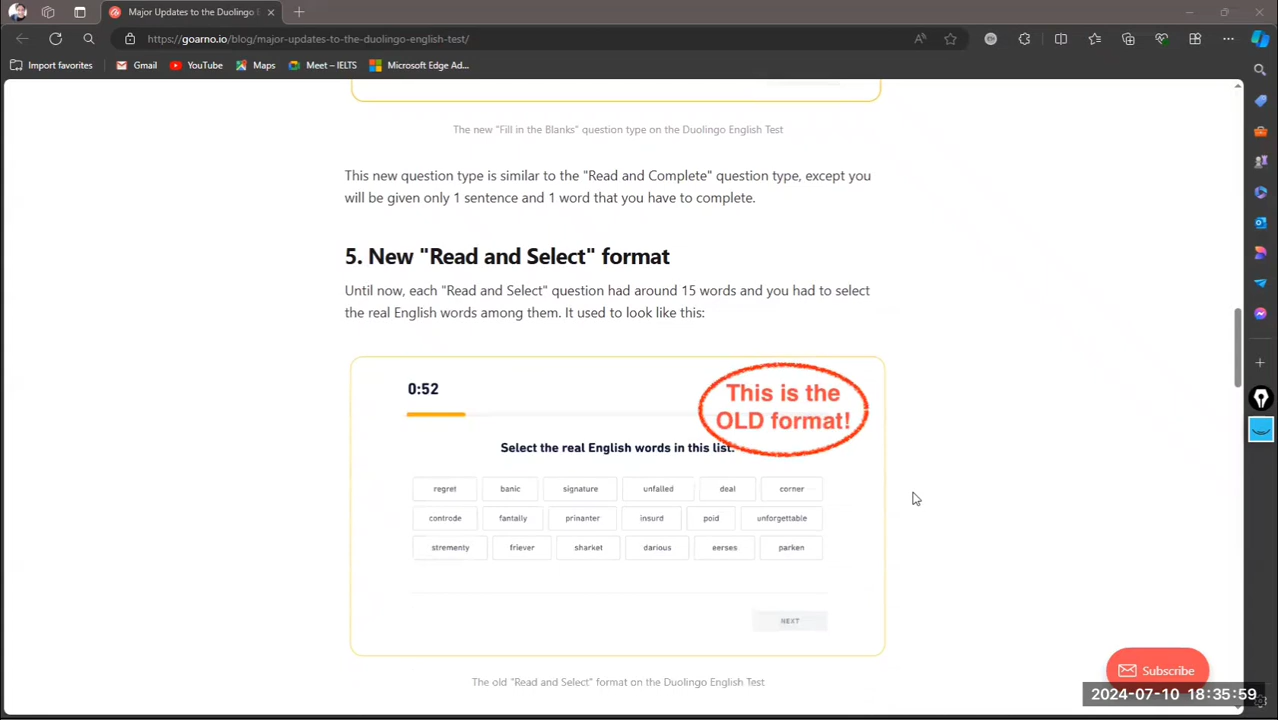 Major Updates to the Duolingo E
https://goarno.io/blog/major-updates-to-the-duolingo-english-test/
Import favorites Gmail YouTube Maps Meet – IELTS Microsoft Edge Ad...
The new "Fill in the Blanks" question type on the Duolingo English Test
This new question type is similar to the "Read and Complete" question type, except you
will be given only 1 sentence and 1 word that you have to complete.
5. New "Read and Select" format
Until now, each "Read and Select" question had around 15 words and you had to select
the real English words among them. It used to look like this:
0:52
This is the
OLD format!
Select the real English words in this list.
regret banic signature unfalled deal corner
controde fantally prinanter insurd poid unforgettable
strementy friever sharket darious eerses parken
NEXT
The old "Read and Select" format on the Duolingo English Test
Subscribe
2024-07-10 18:35:59